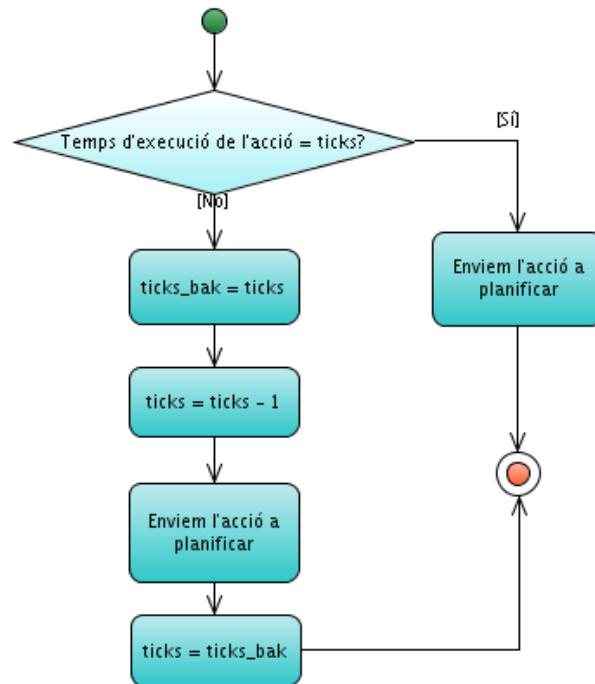 Temps d'execució de l'acció = ticks?
[Sí]
[No]
ticks_bak = ticks
Enviem l'acció a
planificar
ticks = ticks - 1
Enviem l'acció a
planificar
ticks = ticks_bak